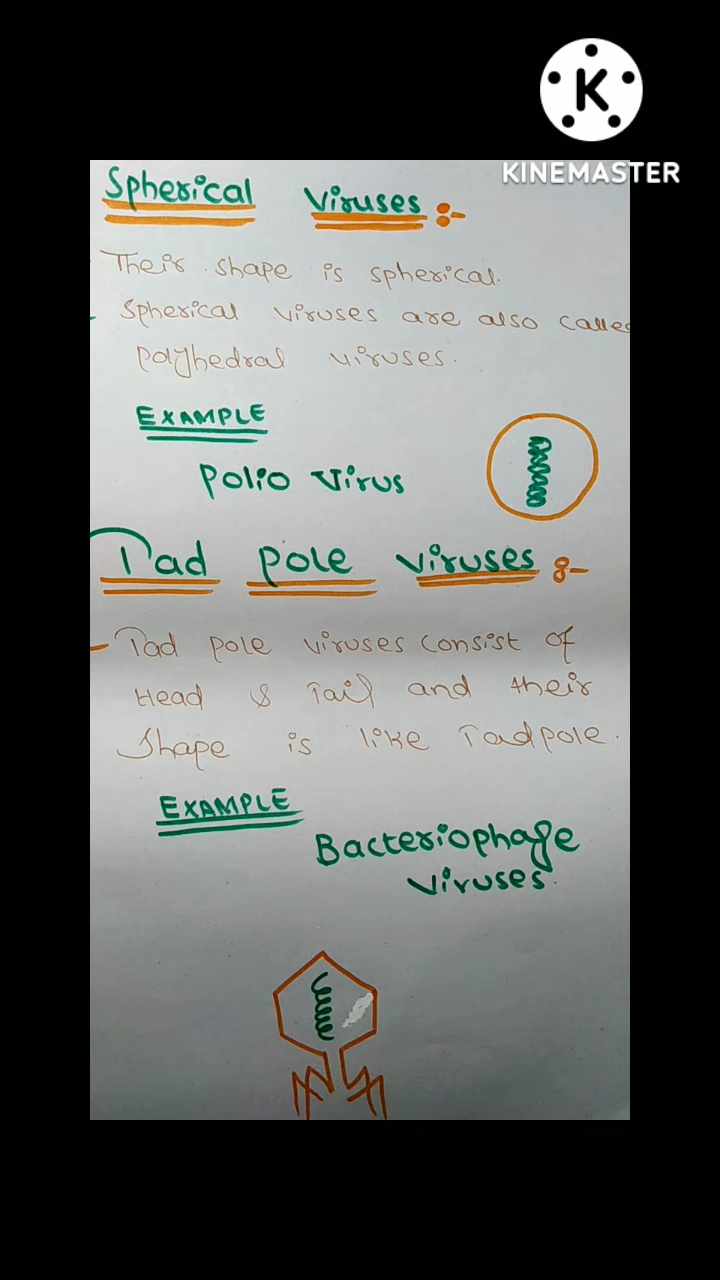 K
KINEMASTER
Spherical Viruses :-
Their shape is spherical.
- Spherical viruses are also called
polyhedral viruses.
EXAMPLE
Polio Virus
Tad pole viruses :-
- Tad pole viruses consist of
Head & Tail and their
Shape is like Tadpole.
EXAMPLE
Bacteriophage
Viruses.